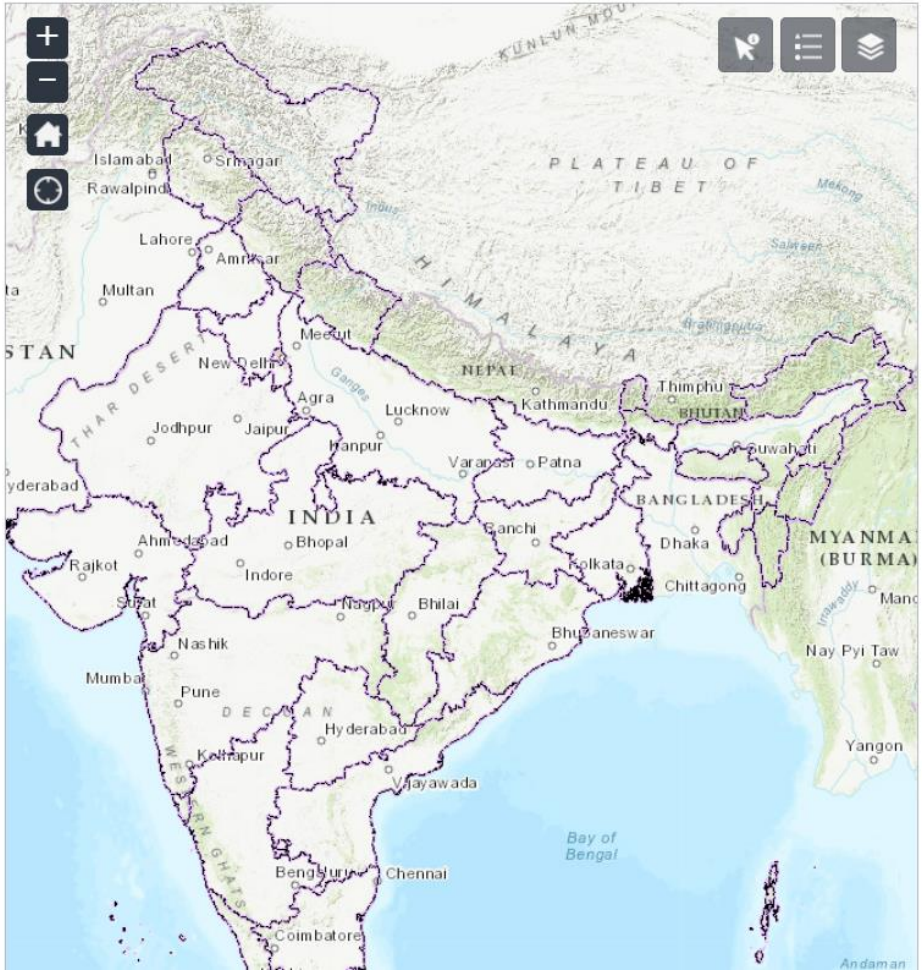 KUNLUN MOU
Islamabad
Srinagar
Rawalpind
PLATEAU OF
TIBET
Mekong
Indus
Lahore
Amritsar
Salween
HIMALAYA
Multan
ta
STAN
Meerut
Brahmaputra
THAR DESERT
New Delhi
NEPAL
Thimphu
Ganges
Agra
Kathmandu
BHUTAN
Lucknow
Jodhpur
Jaipur
Kanpur
Guwahati
Varanasi
Patna
yderabad
INDIA
BANGLADESH
Ranchi
Ahmedabad
Bhopal
Dhaka
MYANMA
(BURMA)
Rajkot
Indore
Kolkata
Chittagong
Surat
Nagpur
Bhilai
Irrawaddy
Mand
Nashik
Bhubaneswar
Nay Pyi Taw
Mumbai
Pune
DECCAN
Hyderabad
Yangon
Kolhapur
WESTERN GHATS
Vijayawada
Bay of
Bengal
Bengaluru
Chennai
Coimbatore
Andaman